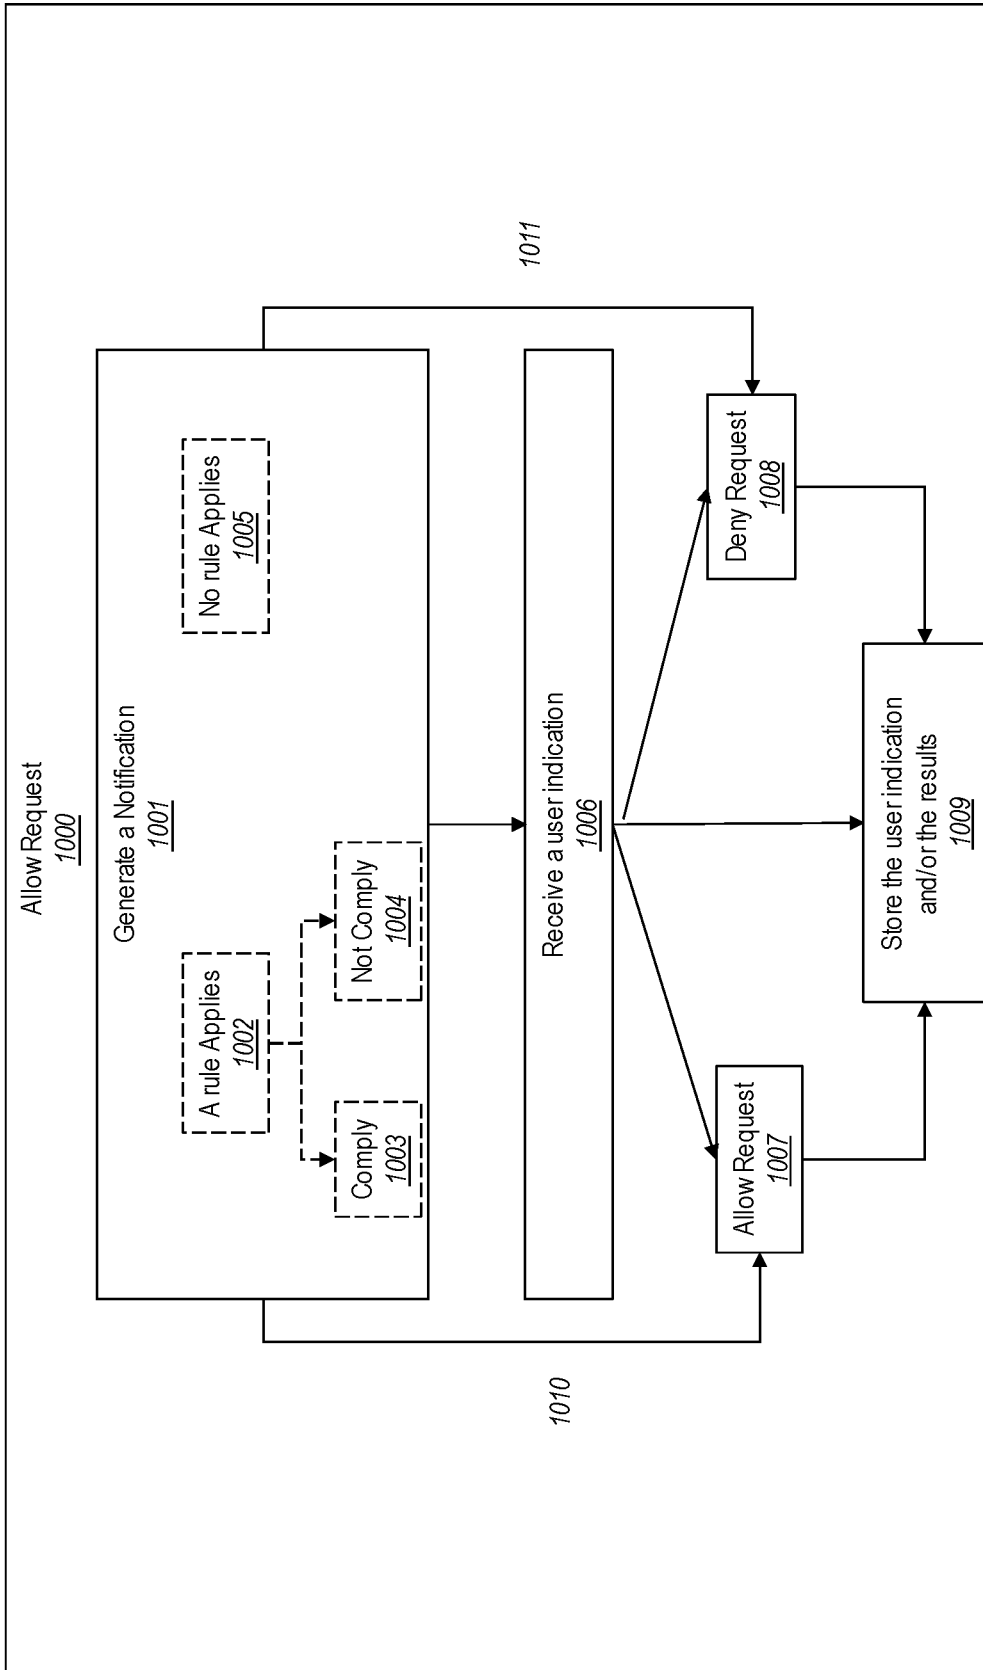 Allow Request
1000
Generate a Notification
1001
A rule Applies
1002
No rule Applies
1005
Comply
1003
Not Comply
1004
1010
1011
Receive a user indication
1006
Allow Request
1007
Deny Request
1008
Store the user indication
and/or the results
1009